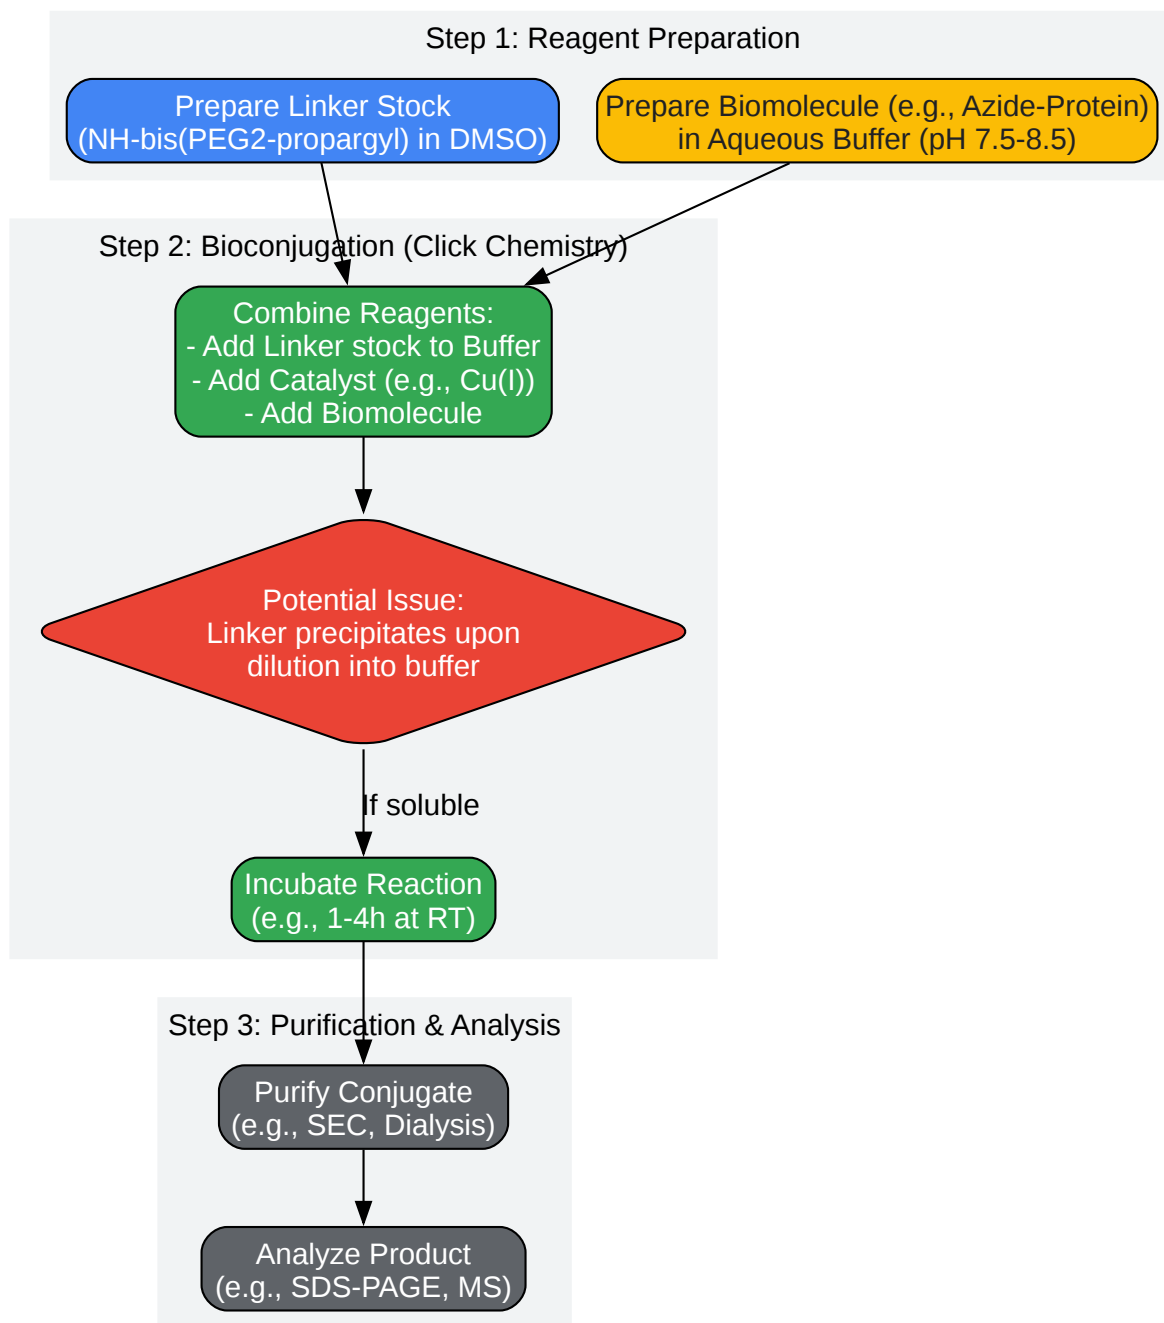 Step 1: Reagent Preparation
Prepare Linker Stock
(NH-bis(PEG2-propargyl) in DMSO)
Prepare Biomolecule (e.g., Azide-Protein)
in Aqueous Buffer (pH 7.5-8.5)
Step 2: Bioconjugation (Click Chemistry)
Combine Reagents:
- Add Linker stock to Buffer
- Add Catalyst (e.g., Cu(I))
- Add Biomolecule
Potential Issue:
Linker precipitates upon
dilution into buffer
If soluble
Incubate Reaction
(e.g., 1-4h at RT)
Step 3: Purification & Analysis
Purify Conjugate
(e.g., SEC, Dialysis)
Analyze Product
(e.g., SDS-PAGE, MS)